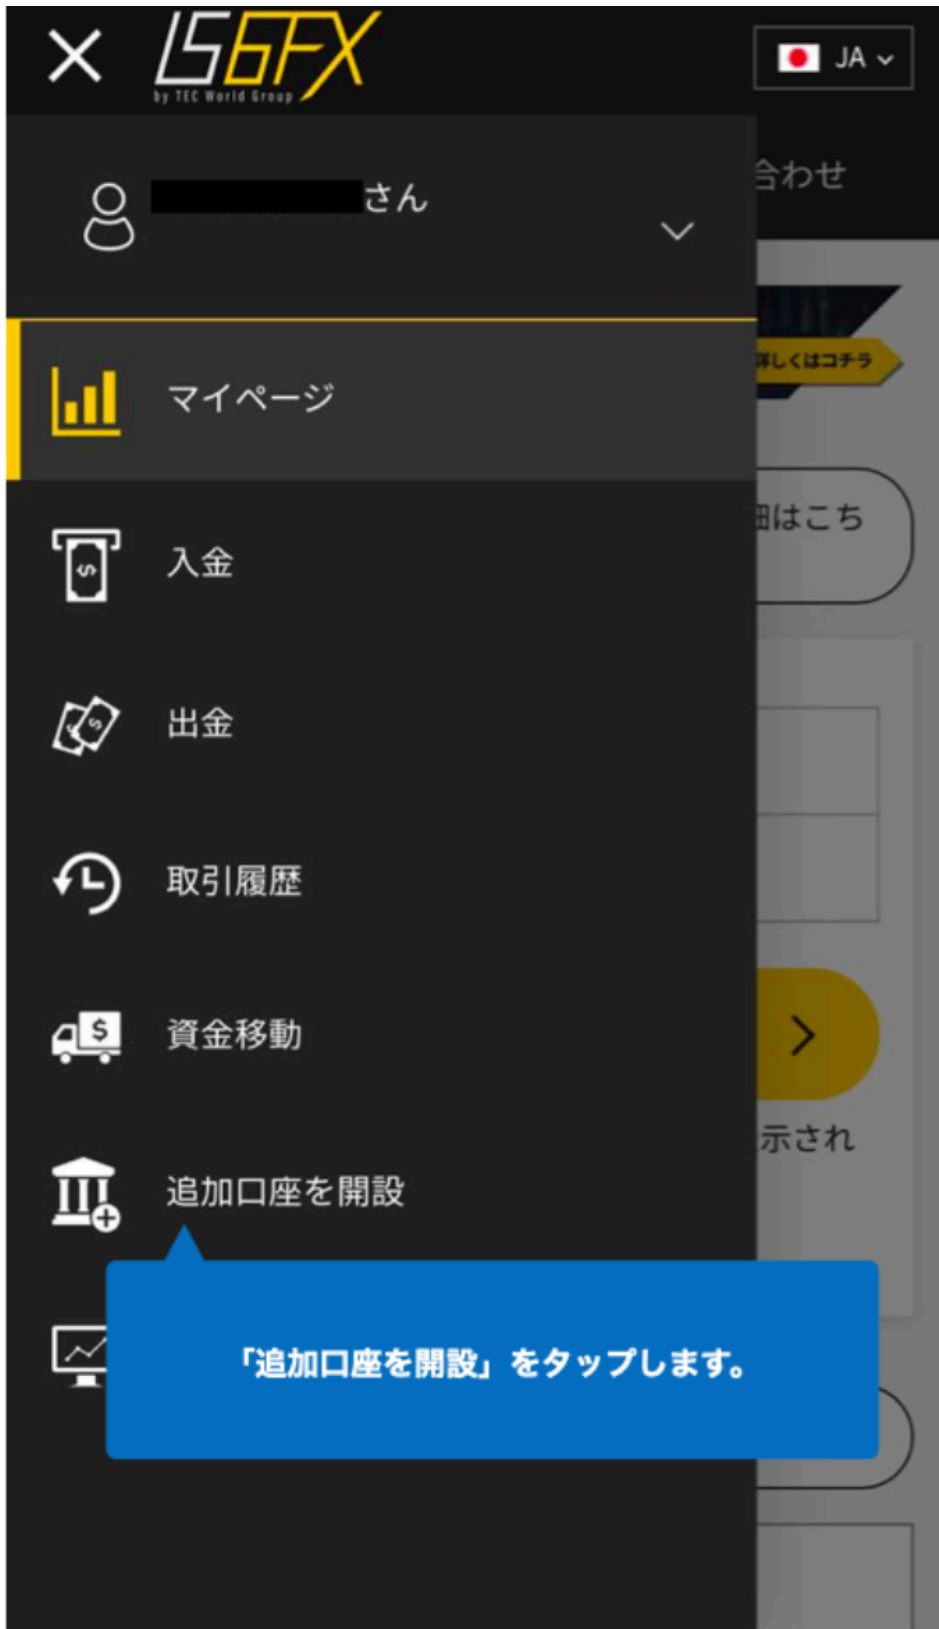 IS6FX
by TEC World Group
JA
合わせ
さん
詳しくはコチラ
マイページ
細はこち
入金
出金
取引履歴
資金移動
示され
追加口座を開設
「追加口座を開設」をタップします。